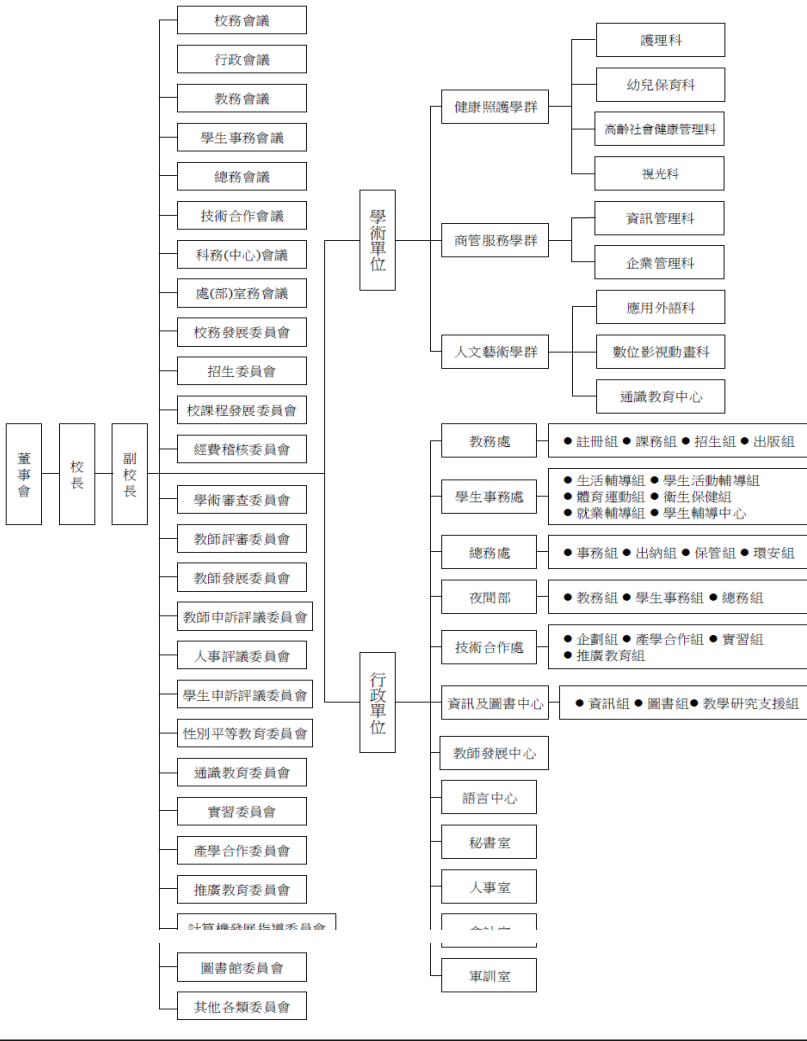 董事會
校長
副校長
校務會議
行政會議
教務會議
學生事務會議
總務會議
技術合作會議
科務(中心)會議
處(部)室務會議
校務發展委員會
招生委員會
校課程發展委員會
經費稽核委員會
學術審查委員會
教師評審委員會
教師發展委員會
教師申訴評議委員會
人事評議委員會
學生申訴評議委員會
性別平等教育委員會
通識教育委員會
實習委員會
產學合作委員會
推廣教育委員會
計算機發展指導委員會
圖書館委員會
其他各類委員會
學術單位
健康照護學群
護理科
幼兒保育科
高齡社會健康管理科
視光科
商管服務學群
資訊管理科
企業管理科
人文藝術學群
應用外語科
數位影視動畫科
通識教育中心
行政單位
教務處
● 註冊組 ● 課務組 ● 招生組 ● 出版組
學生事務處
● 生活輔導組 ● 學生活動輔導組
● 體育運動組 ● 衛生保健組
● 就業輔導組 ● 學生輔導中心
總務處
● 事務組 ● 出納組 ● 保管組 ● 環安組
夜間部
● 教務組 ● 學生事務組 ● 總務組
技術合作處
● 企劃組 ● 產學合作組 ● 實習組
● 推廣教育組
資訊及圖書中心
● 資訊組 ● 圖書組 ● 教學研究支援組
教師發展中心
語言中心
秘書室
人事室
會計室
軍訓室